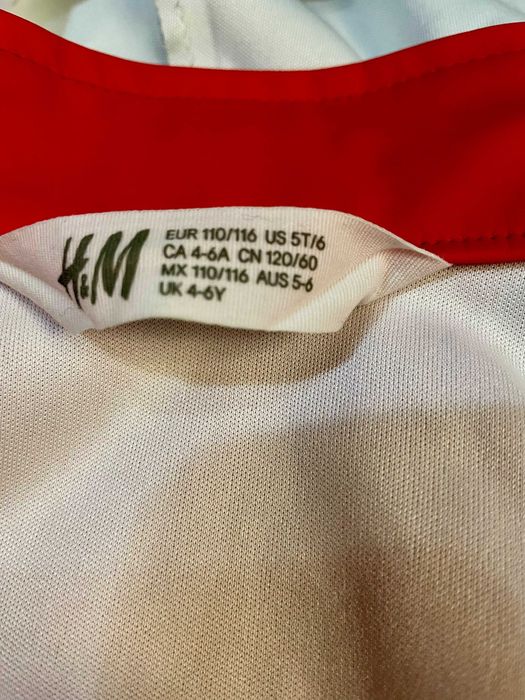 H&M
EUR 110/116 US 5T/6
CA 4-6A CN 120/60
MX 110/116 AUS 5-6
UK 4-6Y